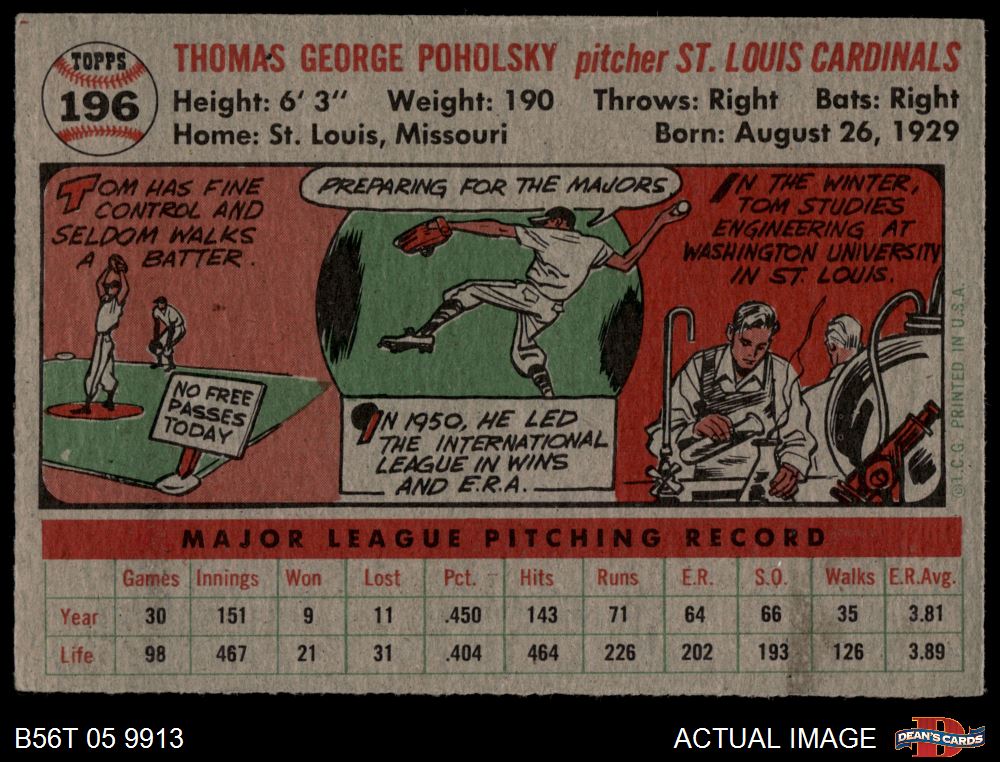 TOPPS
196
THOMAS GEORGE POHOLSKY pitcher ST. LOUIS CARDINALS
Height: 6' 3" Weight: 190 Throws: Right Bats: Right
Home: St. Louis, Missouri Born: August 26, 1929
TOM HAS FINE
CONTROL AND
SELDOM WALKS
A BATTER.
NO FREE
PASSES
TODAY
PREPARING FOR THE MAJORS
IN 1950, HE LED
THE INTERNATIONAL
LEAGUE IN WINS
AND E.R.A.
IN THE WINTER,
TOM STUDIES
ENGINEERING AT
WASHINGTON UNIVERSITY
IN ST. LOUIS.
©T.C.G. PRINTED IN U.S.A.
MAJOR LEAGUE PITCHING RECORD
Games Innings Won Lost Pct. Hits Runs E.R. S.O. Walks E.R.Avg.
Year 30 151 9 11 .450 143 71 64 66 35 3.81
Life 98 467 21 31 .404 464 226 202 193 126 3.89
B56T 05 9913
ACTUAL IMAGE
D
DEAN'S CARDS